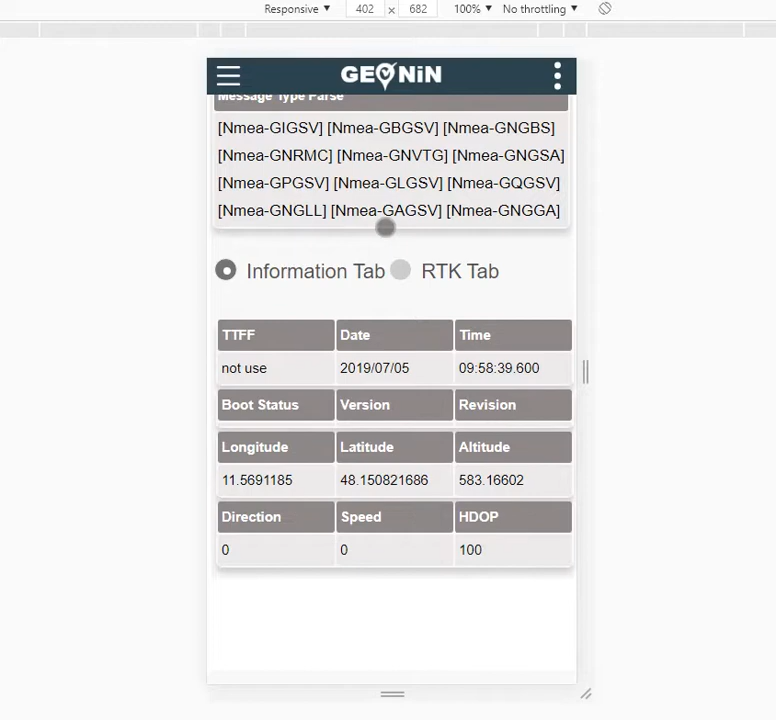 Responsive 402 x 682 100% No throttling
GEONiN
Message Type Parse
[Nmea-GIGSV] [Nmea-GBGSV] [Nmea-GNGBS]
[Nmea-GNRMC] [Nmea-GNVTG] [Nmea-GNGSA]
[Nmea-GPGSV] [Nmea-GLGSV] [Nmea-GQGSV]
[Nmea-GNGLL] [Nmea-GAGSV] [Nmea-GNGGA]
Information Tab RTK Tab
TTFF Date Time
not use 2019/07/05 09:58:39.600
Boot Status Version Revision
Longitude Latitude Altitude
11.5691185 48.150821686 583.16602
Direction Speed HDOP
0 0 100